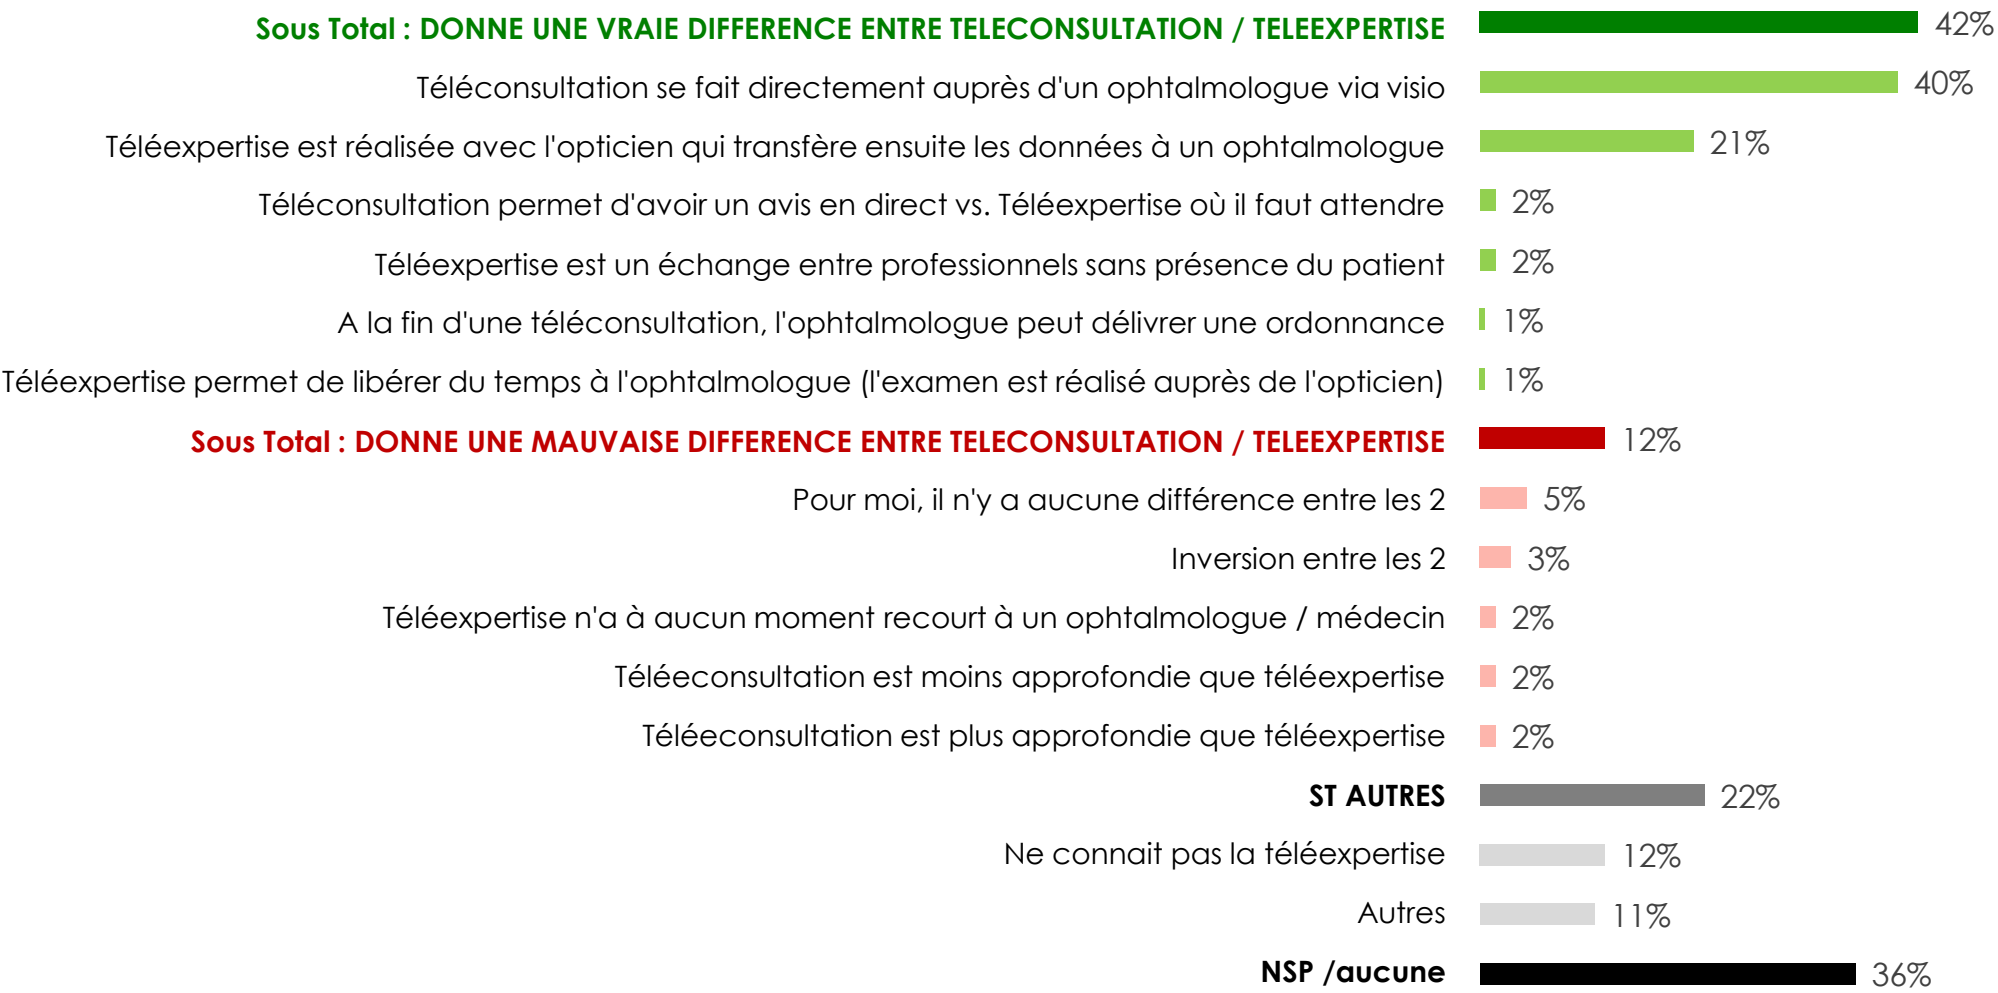 Sous Total : DONNE UNE VRAIE DIFFERENCE ENTRE TELECONSULTATION / TELEEXPERTISE 42%
Téléconsultation se fait directement auprès d'un ophtalmologue via visio 40%
Téléexpertise est réalisée avec l'opticien qui transfère ensuite les données à un ophtalmologue 21%
Téléconsultation permet d'avoir un avis en direct vs. Téléexpertise où il faut attendre 2%
Téléexpertise est un échange entre professionnels sans présence du patient 2%
A la fin d'une téléconsultation, l'ophtalmologue peut délivrer une ordonnance 1%
Téléexpertise permet de libérer du temps à l'ophtalmologue (l'examen est réalisé auprès de l'opticien) 1%
Sous Total : DONNE UNE MAUVAISE DIFFERENCE ENTRE TELECONSULTATION / TELEEXPERTISE 12%
Pour moi, il n'y a aucune différence entre les 2 5%
Inversion entre les 2 3%
Téléexpertise n'a à aucun moment recourt à un ophtalmologue / médecin 2%
Téléeconsultation est moins approfondie que téléexpertise 2%
Téléeconsultation est plus approfondie que téléexpertise 2%
ST AUTRES 22%
Ne connait pas la téléexpertise 12%
Autres 11%
NSP /aucune 36%